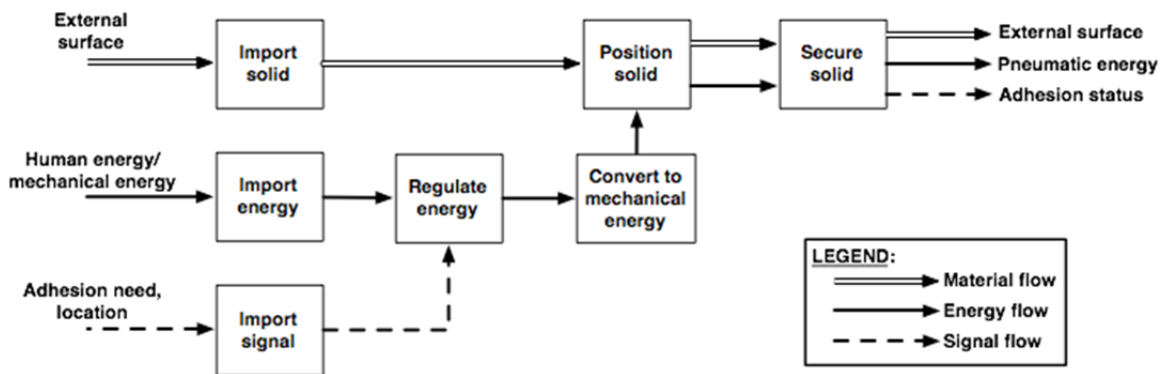 External
surface
Import
solid
Position
solid
Secure
solid
External surface
Pneumatic energy
Adhesion status
Human energy/
mechanical energy
Import
energy
Regulate
energy
Convert to
mechanical
energy
Adhesion need,
location
Import
signal
LEGEND:
Material flow
Energy flow
Signal flow